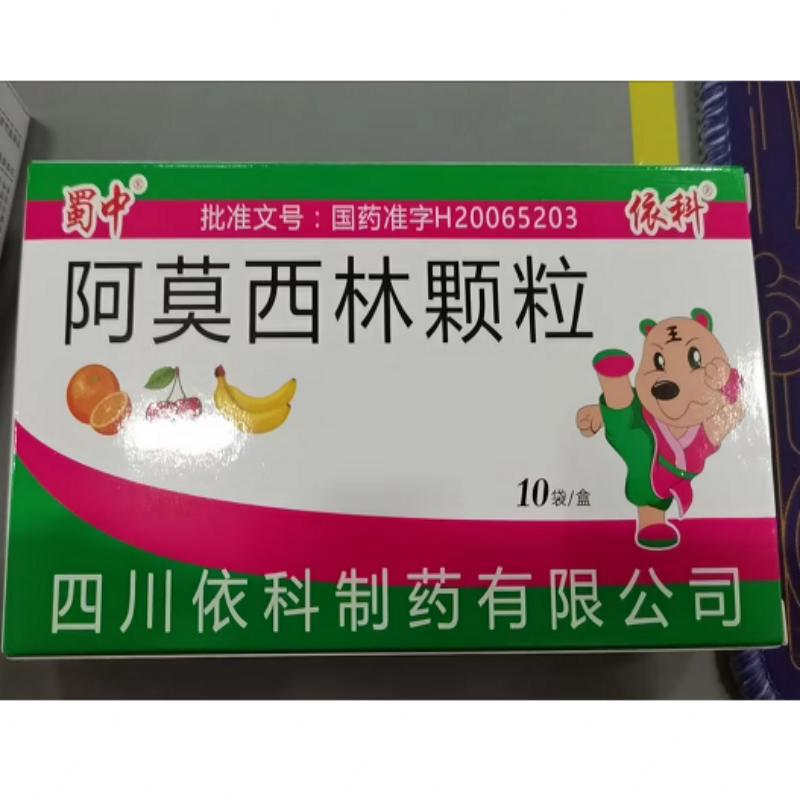 蜀中®
批准文号：国药准字H20065203
依科®
阿莫西林颗粒
王
10袋/盒
四川依科制药有限公司